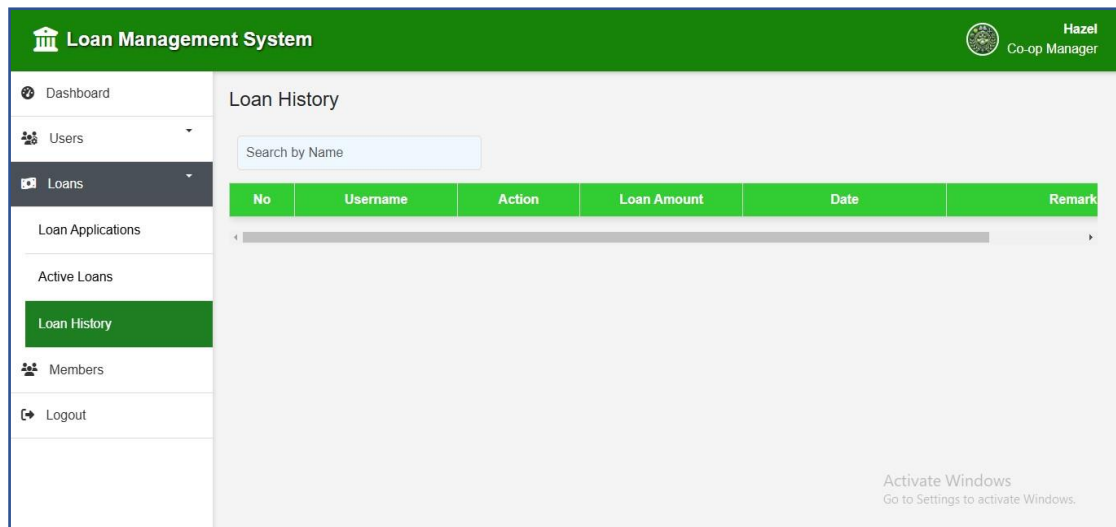 Loan Management System
Hazel
Co-op Manager
Dashboard
Users
Loans
Loan Applications
Active Loans
Loan History
Members
Logout
Loan History
Search by Name
No Username Action Loan Amount Date Remark
Activate Windows
Go to Settings to activate Windows.